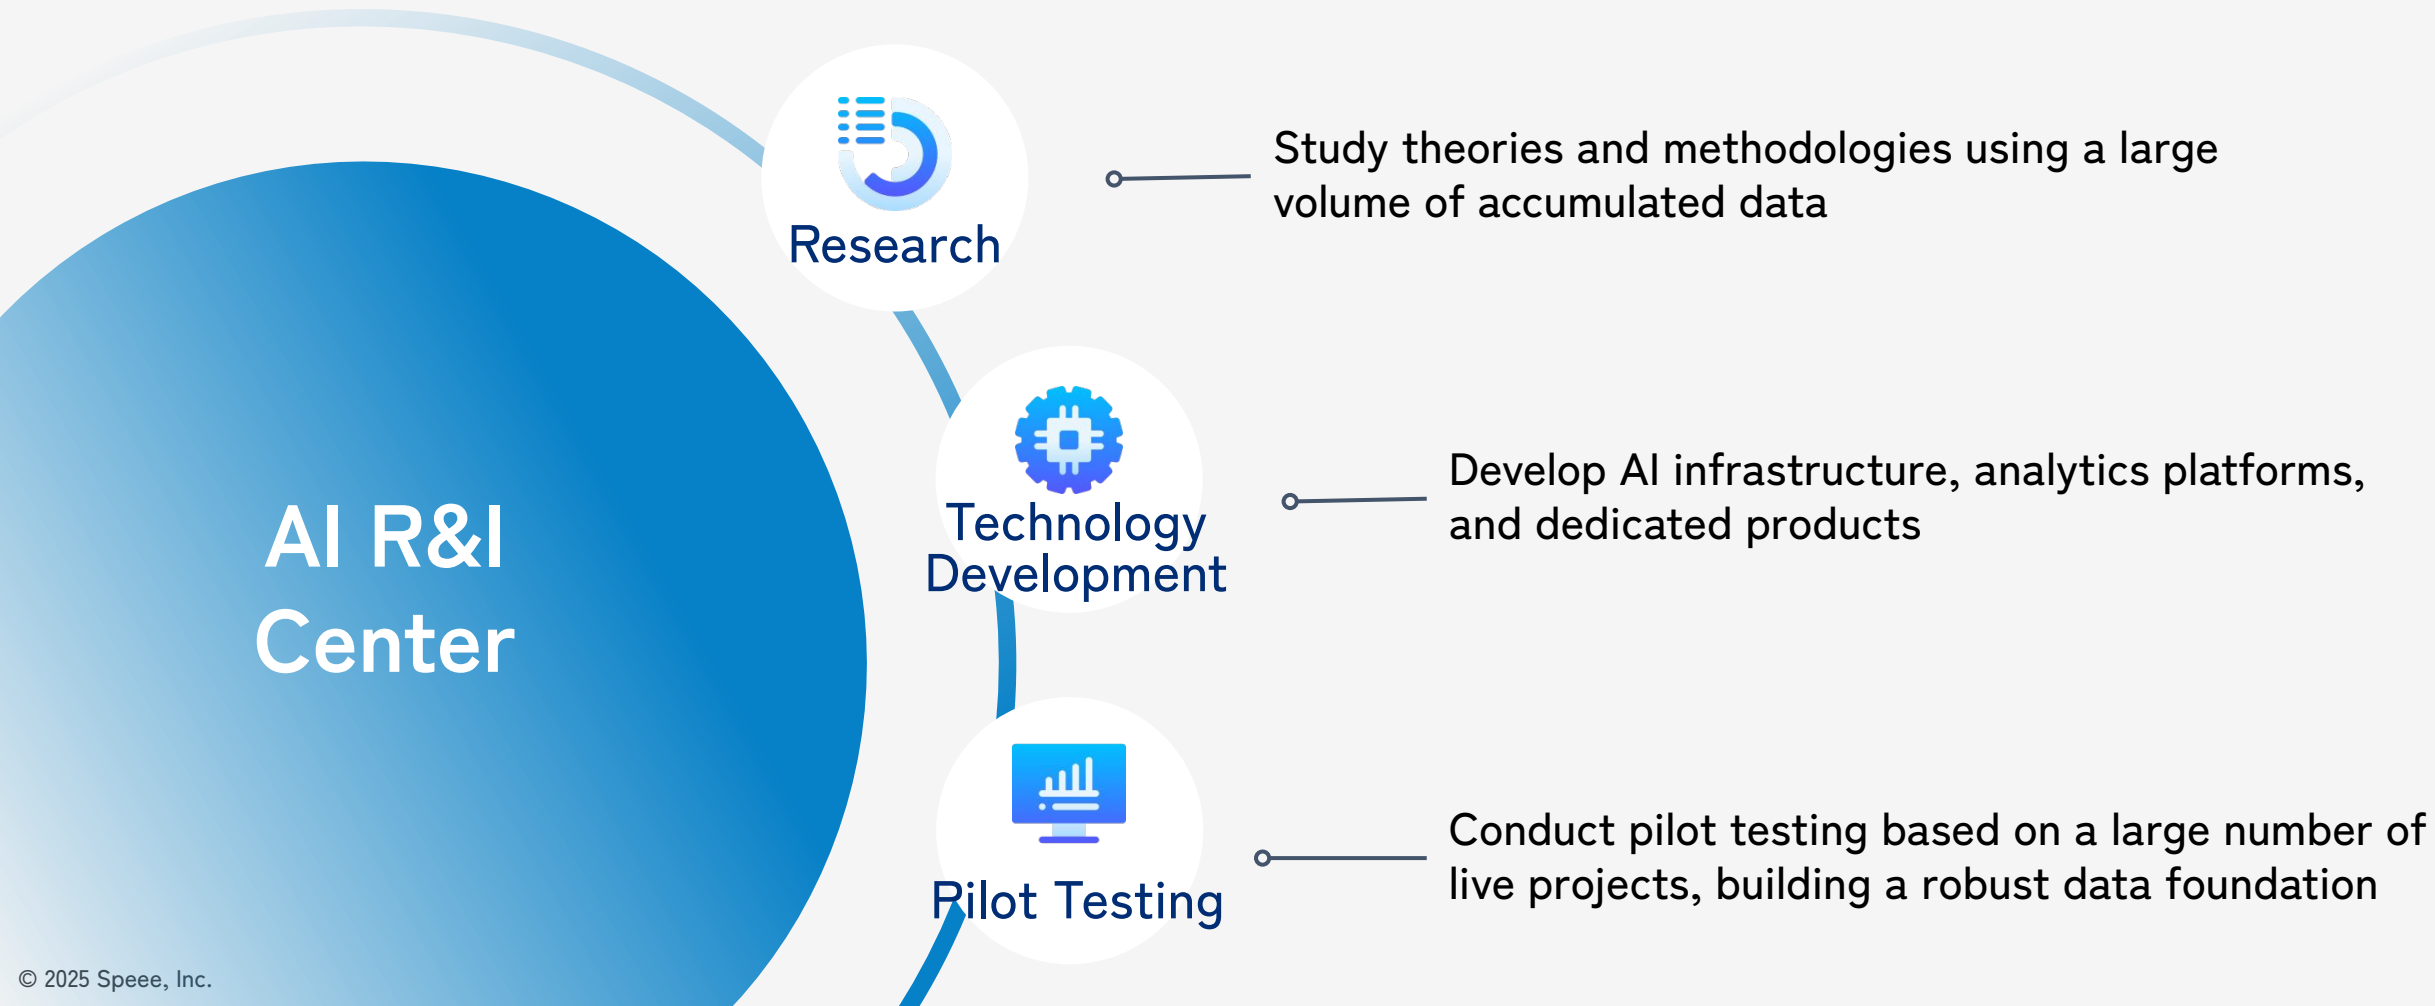 AI R&I
Center
Research
Study theories and methodologies using a large
volume of accumulated data
Technology
Development
Develop AI infrastructure, analytics platforms,
and dedicated products
Pilot Testing
Conduct pilot testing based on a large number of
live projects, building a robust data foundation
© 2025 Speee, Inc.